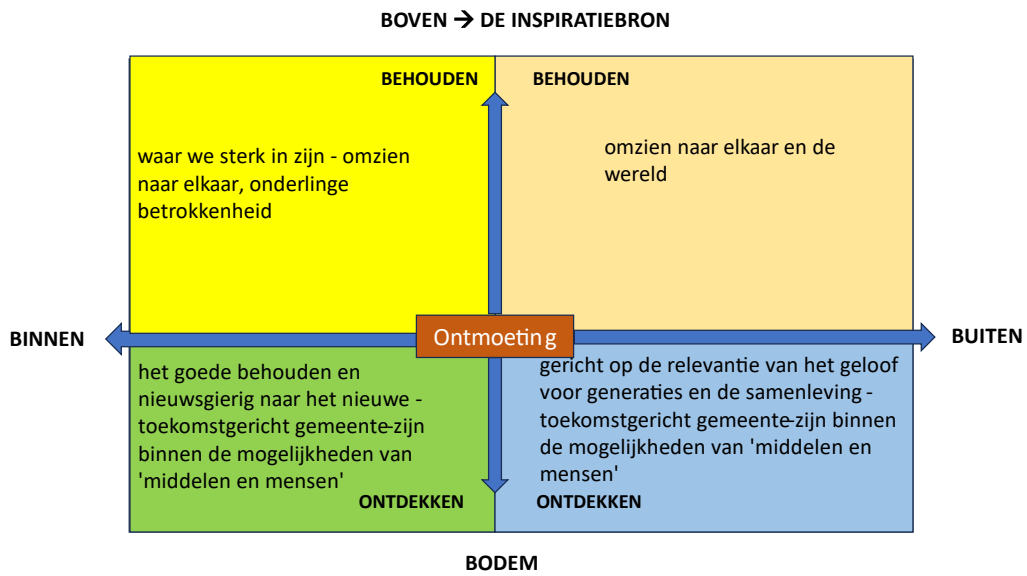 BOVEN → DE INSPIRATIEBRON
BEHOUDEN
BEHOUDEN
waar we sterk in zijn - omzien
naar elkaar, onderlinge
betrokkenheid
omzien naar elkaar en de
wereld
BINNEN
Ontmoeting
BUITEN
het goede behouden en
nieuwsgierig naar het nieuwe -
toekomstgericht gemeente-zijn
binnen de mogelijkheden van
'middelen en mensen'
ONTDEKKEN
gericht op de relevantie van het geloof
voor generaties en de samenleving -
toekomstgericht gemeente-zijn binnen
de mogelijkheden van 'middelen en
mensen'
ONTDEKKEN
BODEM